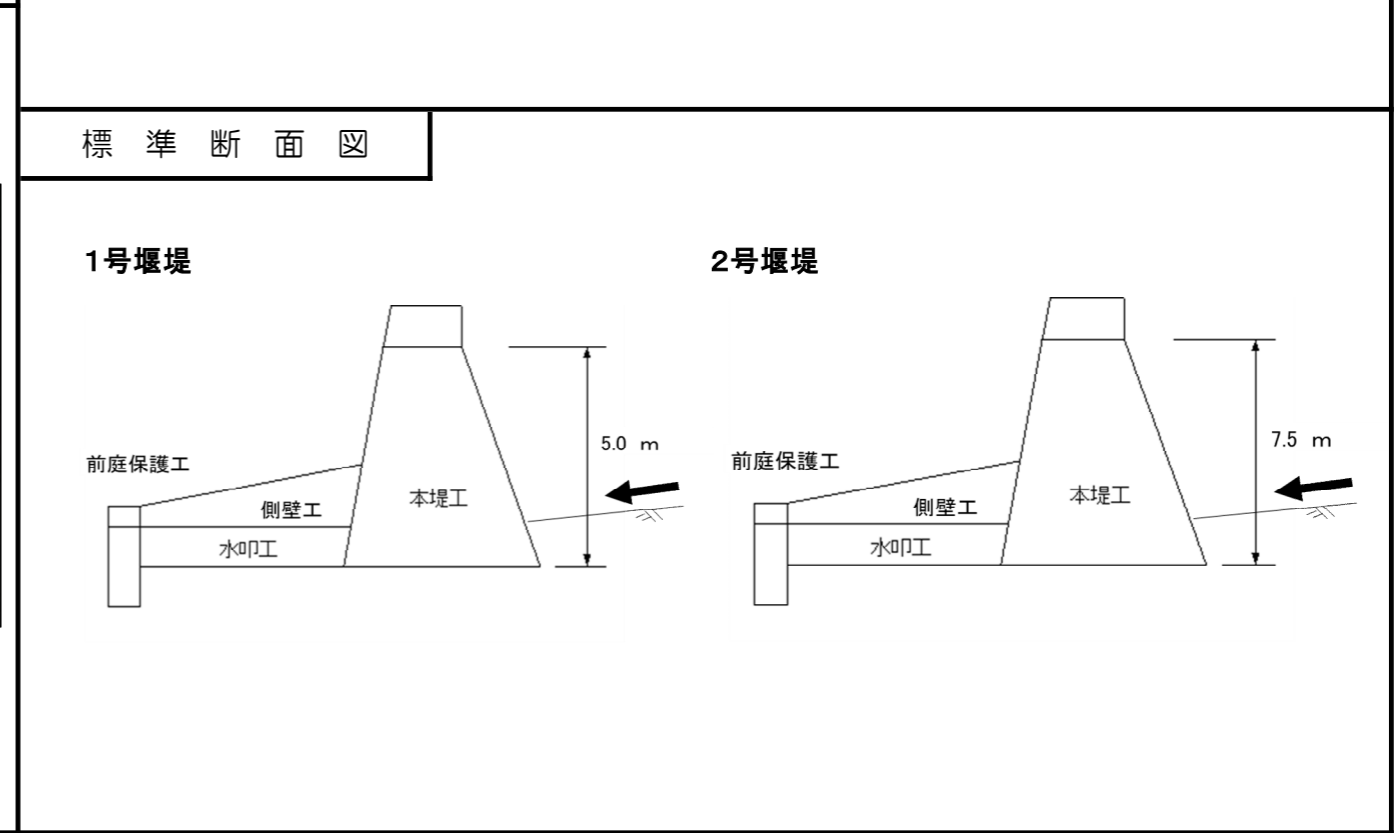 標準断面図
1号堰堤
5.0 m
前庭保護工
側壁工
本堤工
水叩工
2号堰堤
7.5 m
前庭保護工
側壁工
本堤工
水叩工